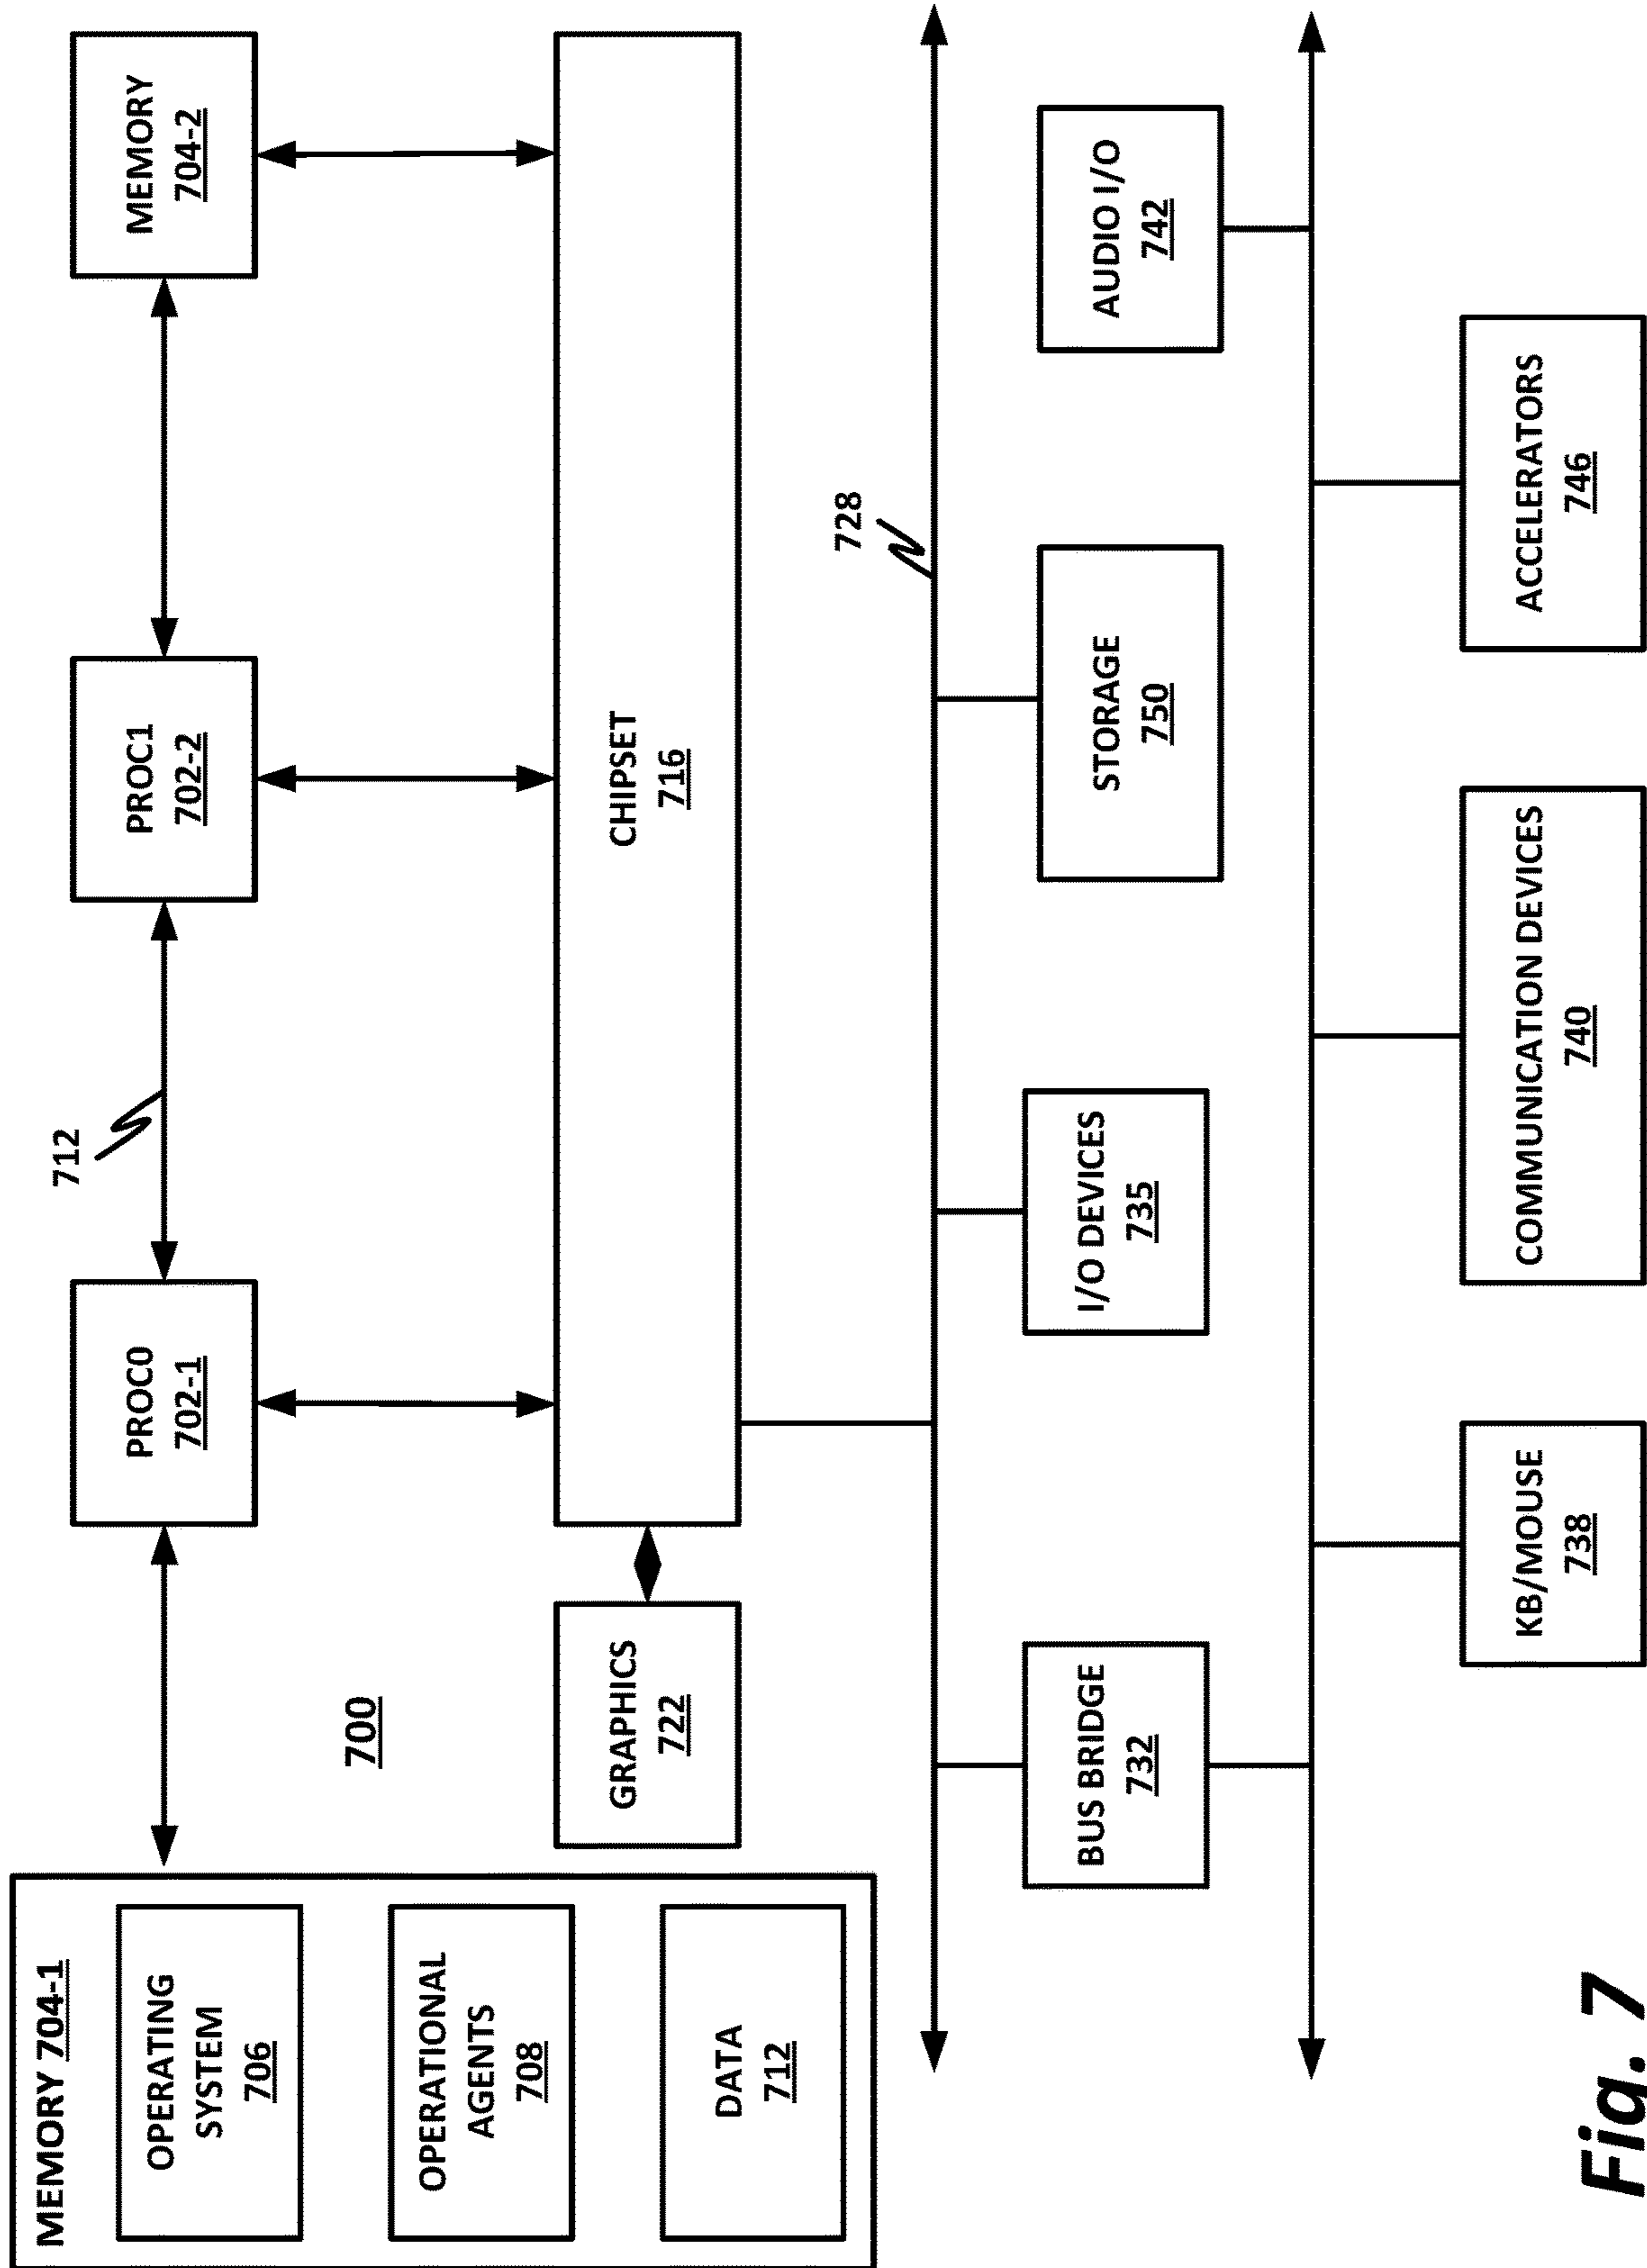 MEMORY 704-1
OPERATING
SYSTEM
706
OPERATIONAL
AGENTS
708
DATA
712
PROC0
702-1
712
PROC1
702-2
MEMORY
704-2
700
GRAPHICS
722
CHIPSET
716
728
BUS BRIDGE
732
I/O DEVICES
735
STORAGE
750
AUDIO I/O
742
KB/MOUSE
738
COMMUNICATION DEVICES
740
ACCELERATORS
746
Fig. 7